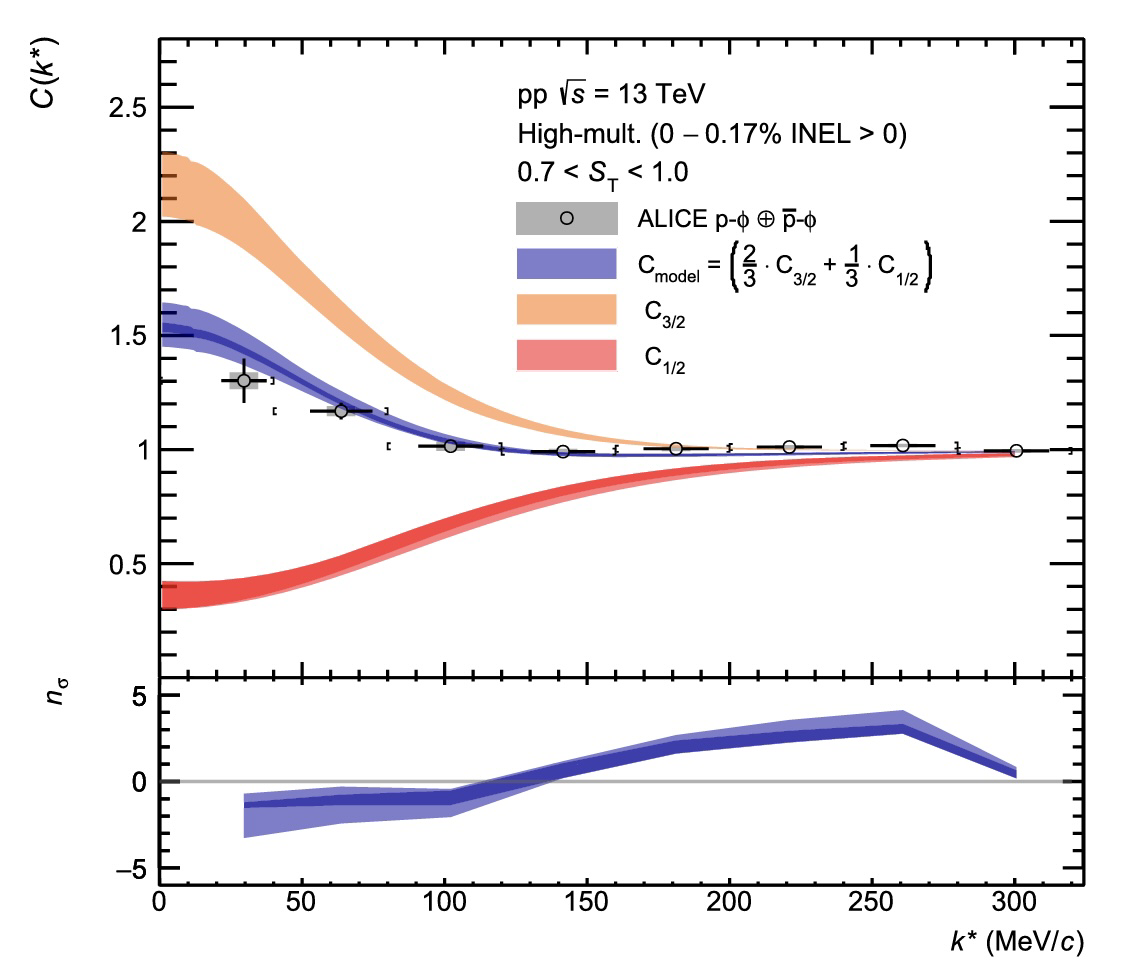 C(k*)
2.5
2
1.5
1
0.5
pp √s = 13 TeV
High-mult. (0 – 0.17% INEL > 0)
0.7 < S_T < 1.0
ALICE p-ϕ ⊕ p̅-ϕ
C_model = (2/3 · C_3/2 + 1/3 · C_1/2)
C_3/2
C_1/2
n_σ
5
0
–5
0 50 100 150 200 250 300
k* (MeV/c)